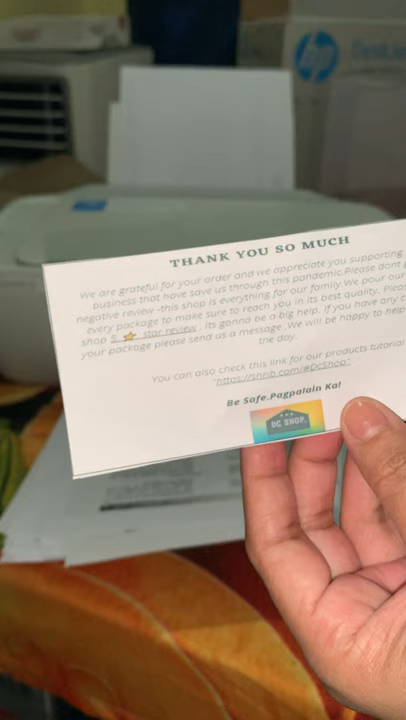 hp
THANK YOU SO MUCH
We are grateful for your order and we appreciate you supporting
business that have save us through this pandemic.Please dont
negative review -this shop is everything for our family.We pour our
every package to make sure to reach you in its best quality.
shop 5 ⭐ star review , its gonna be a big help. If you have any
your package please send us a message .We will be happy to help
the day.
You can also check this link for our products tutorial
"https://shrib.com/#DcShop"
Be Safe.Pagpalain Ka!
DC SHOP.